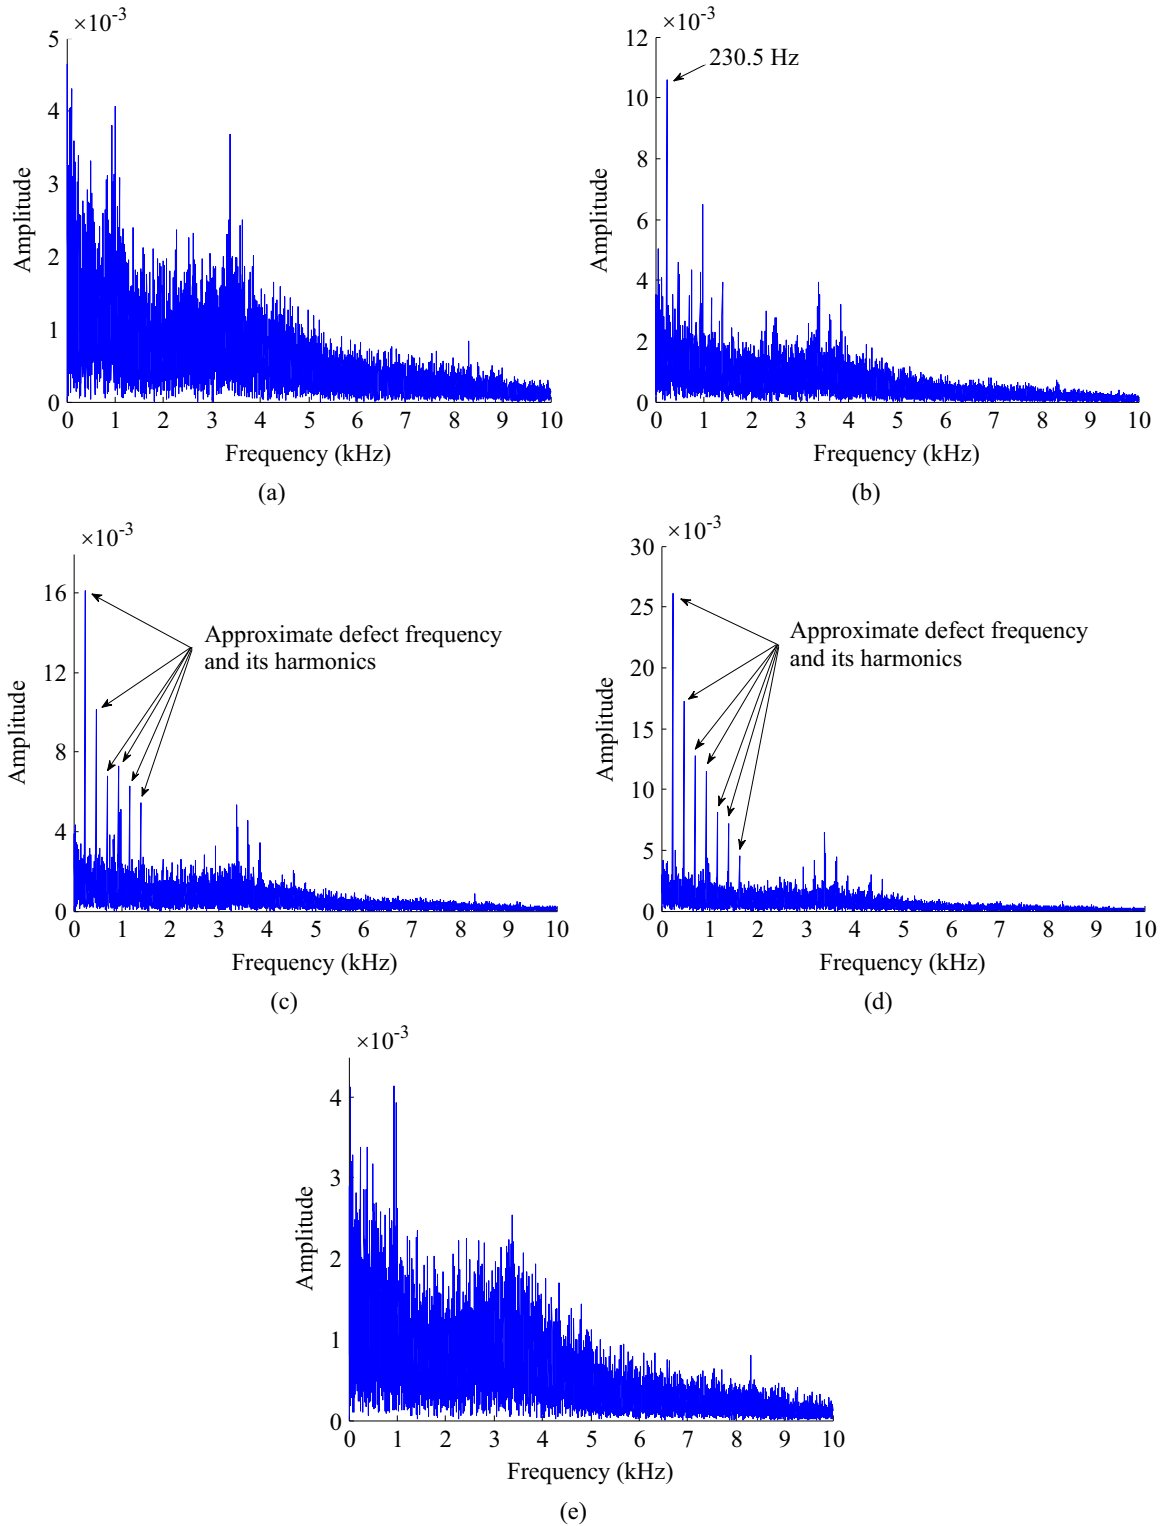 ×10-3
5
4
3
2
1
0
Amplitude
0 1 2 3 4 5 6 7 8 9 10
Frequency (kHz)
(a)
×10-3
12
10
8
6
4
2
0
Amplitude
230.5 Hz
0 1 2 3 4 5 6 7 8 9 10
Frequency (kHz)
(b)
×10-3
16
12
8
4
0
Amplitude
Approximate defect frequency
and its harmonics
0 1 2 3 4 5 6 7 8 9 10
Frequency (kHz)
(c)
×10-3
30
25
20
15
10
5
0
Amplitude
Approximate defect frequency
and its harmonics
0 1 2 3 4 5 6 7 8 9 10
Frequency (kHz)
(d)
×10-3
4
3
2
1
0
Amplitude
0 1 2 3 4 5 6 7 8 9 10
Frequency (kHz)
(e)